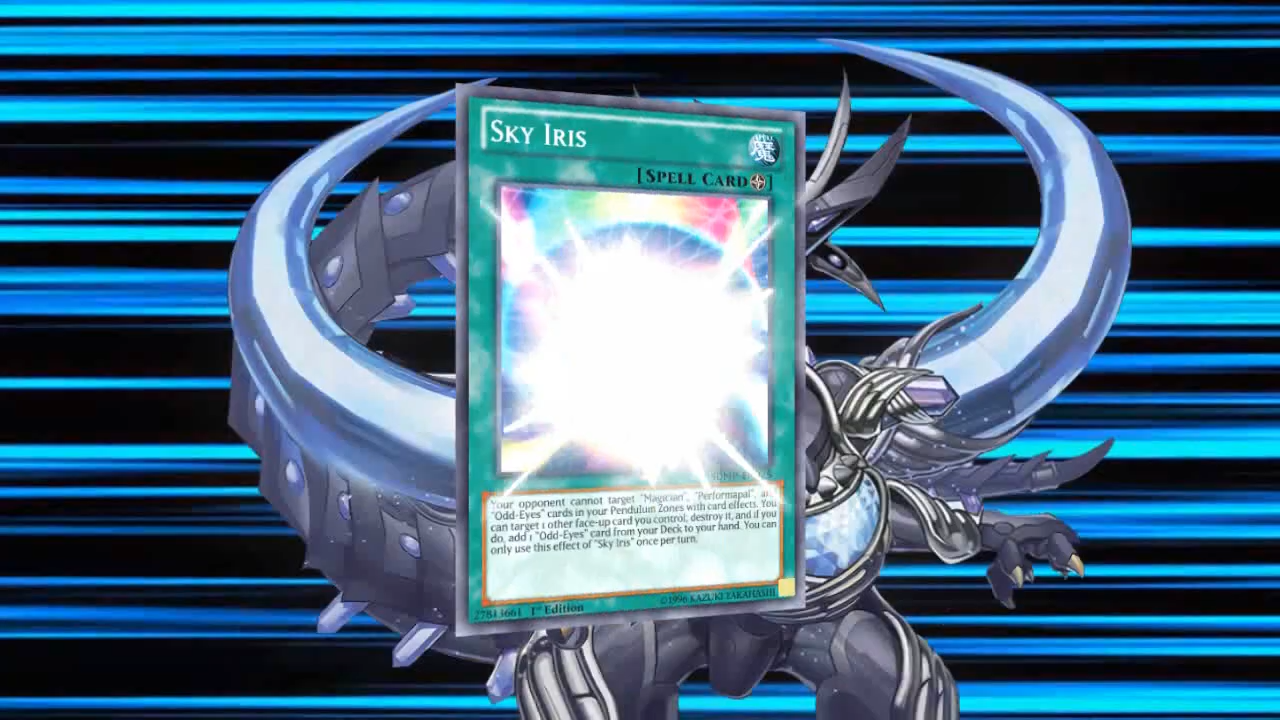 SKY IRIS
[SPELL CARD]
Your opponent cannot target "Magician", "Performapal", and
"Odd-Eyes" cards in your Pendulum Zones with card effects. You
can target 1 other face-up card you control, destroy it, and if you
do, add 1 "Odd-Eyes" card from your Deck to your hand. You can
only use this effect of "Sky Iris" once per turn.
27813661 1st Edition ©1996 KAZUKI TAKAHASHI